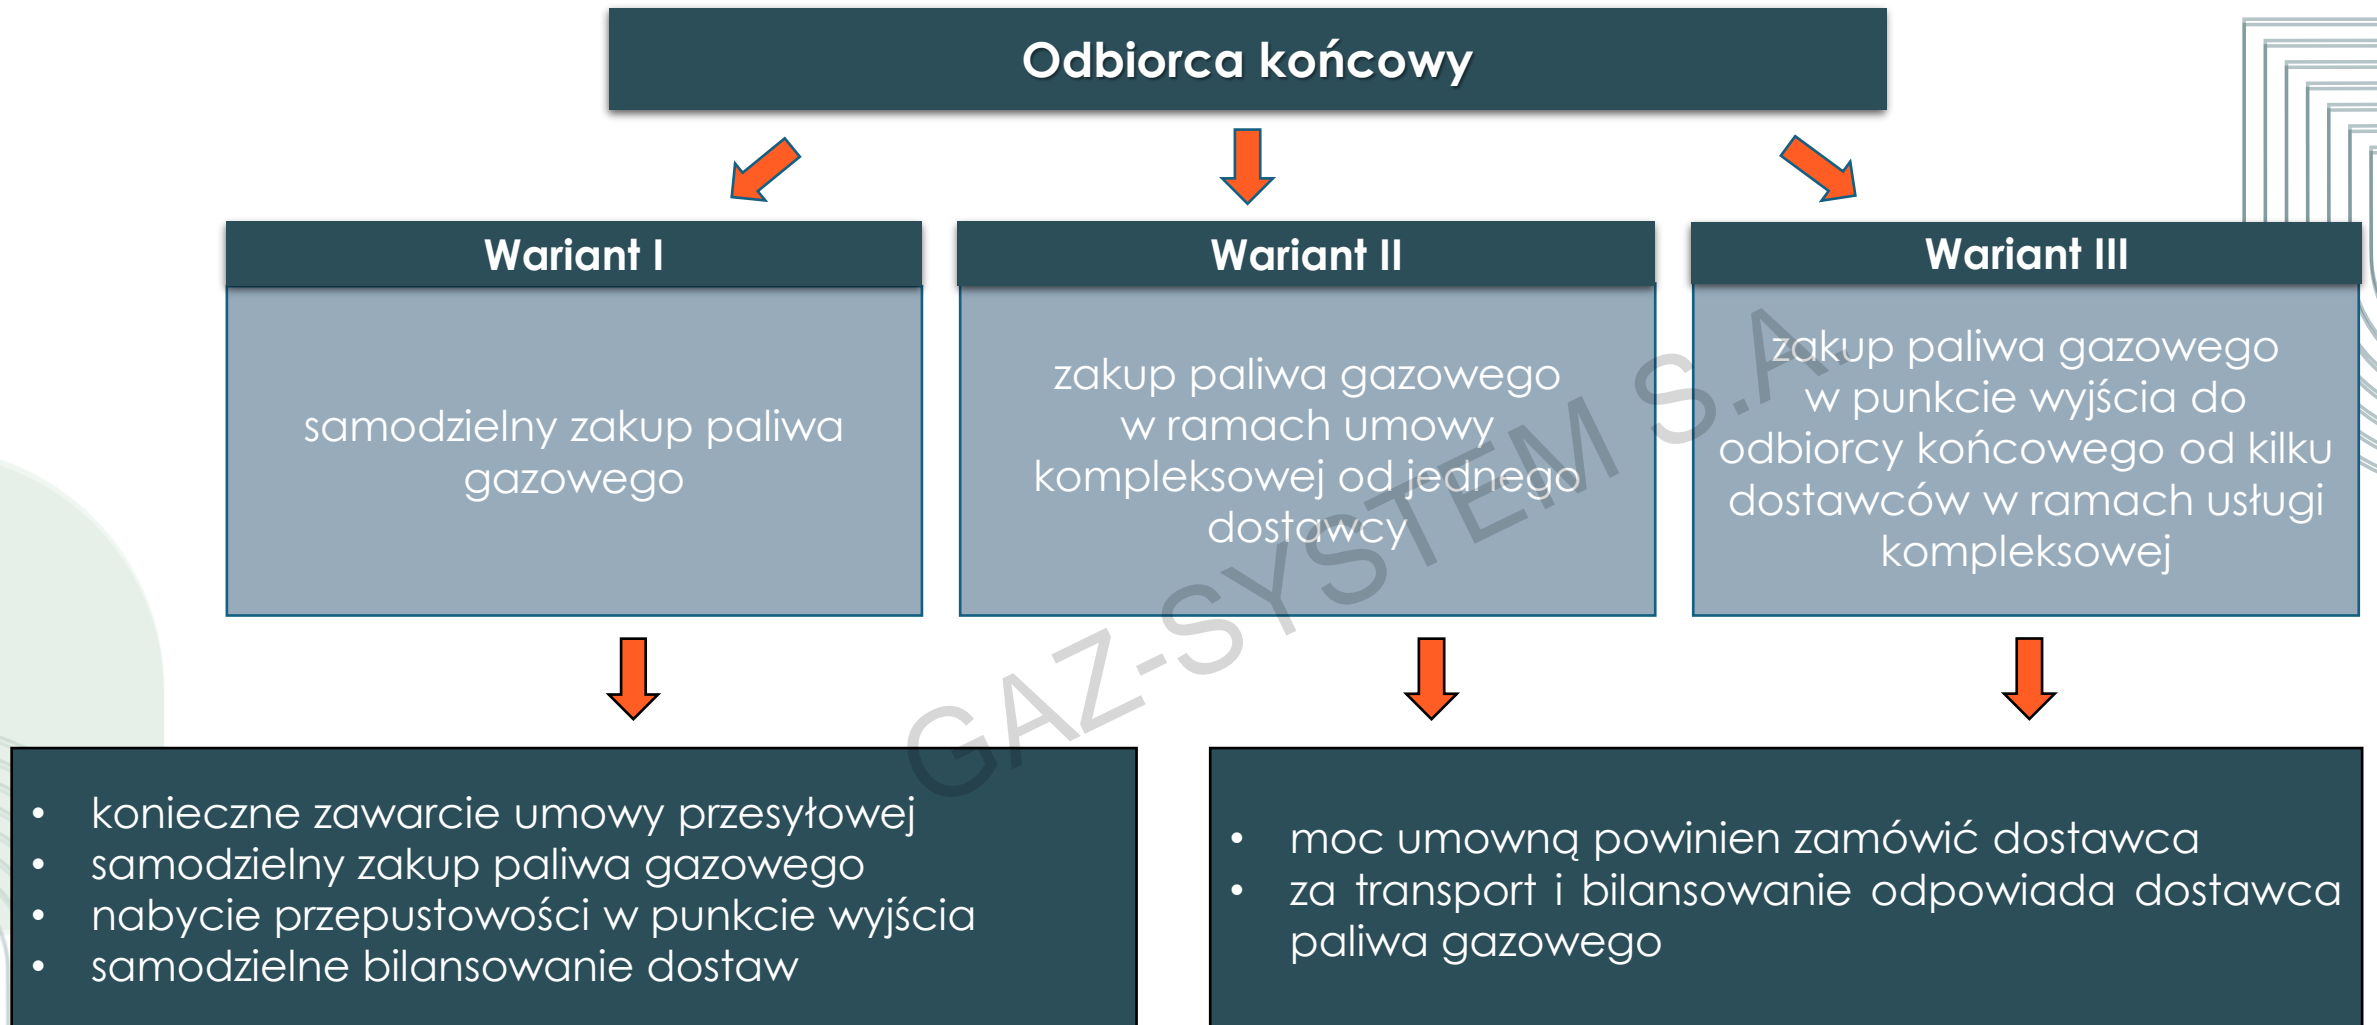 Odbiorca końcowy
Wariant I
samodzielny zakup paliwa
gazowego
Wariant II
zakup paliwa gazowego
w ramach umowy
kompleksowej od jednego
dostawcy
Wariant III
zakup paliwa gazowego
w punkcie wyjścia do
odbiorcy końcowego od kilku
dostawców w ramach usługi
kompleksowej
GAZ-SYSTEM S.A.
• konieczne zawarcie umowy przesyłowej
• samodzielny zakup paliwa gazowego
• nabycie przepustowości w punkcie wyjścia
• samodzielne bilansowanie dostaw
• moc umowną powinien zamówić dostawca
• za transport i bilansowanie odpowiada dostawca
paliwa gazowego